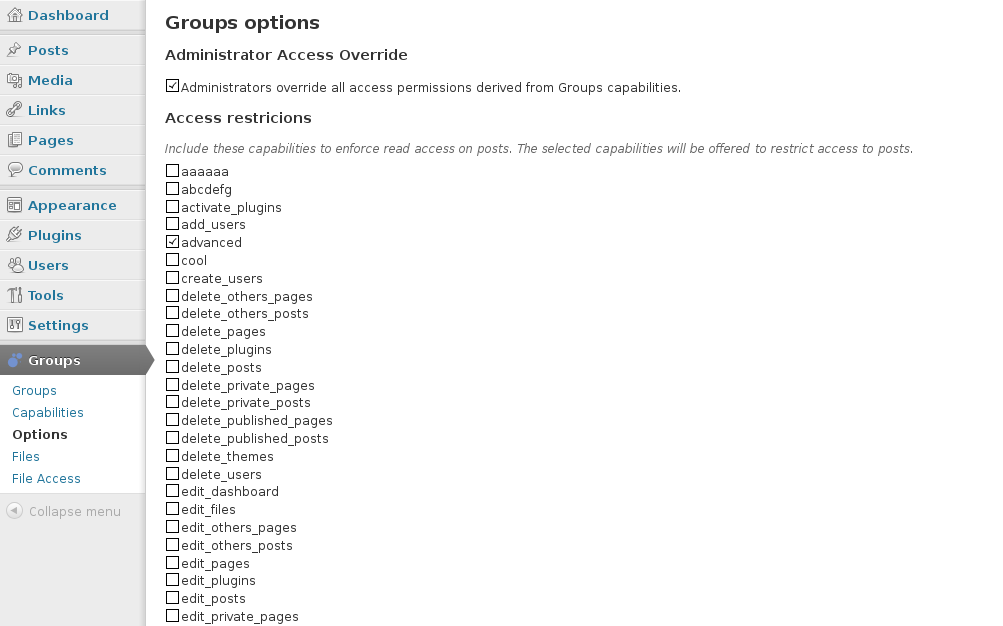 Dashboard
Posts
Media
Links
Pages
Comments
Appearance
Plugins
Users
Tools
Settings
Groups
Groups
Capabilities
Options
Files
File Access
Collapse menu
Groups options
Administrator Access Override
Administrators override all access permissions derived from Groups capabilities.
Access restricions
Include these capabilities to enforce read access on posts. The selected capabilities will be offered to restrict access to posts.
aaaaaa
abcdefg
activate_plugins
add_users
advanced
cool
create_users
delete_others_pages
delete_others_posts
delete_pages
delete_plugins
delete_posts
delete_private_pages
delete_private_posts
delete_published_pages
delete_published_posts
delete_themes
delete_users
edit_dashboard
edit_files
edit_others_pages
edit_others_posts
edit_pages
edit_plugins
edit_posts
edit_private_pages